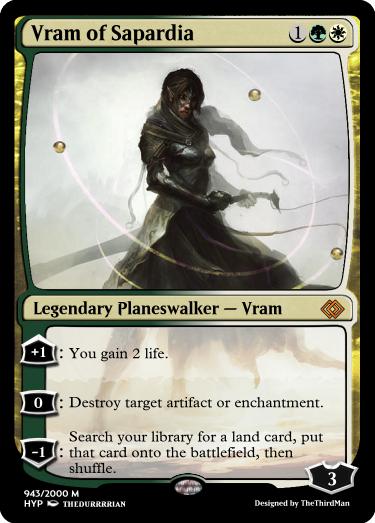 Vram of Sapardia 1
Legendary Planeswalker — Vram
+1 : You gain 2 life.
0 : Destroy target artifact or enchantment.
Search your library for a land card, put
-1 : that card onto the battlefield, then
shuffle.
3
943/2000 M
HYP THEDURRRRIAN Designed by TheThirdMan